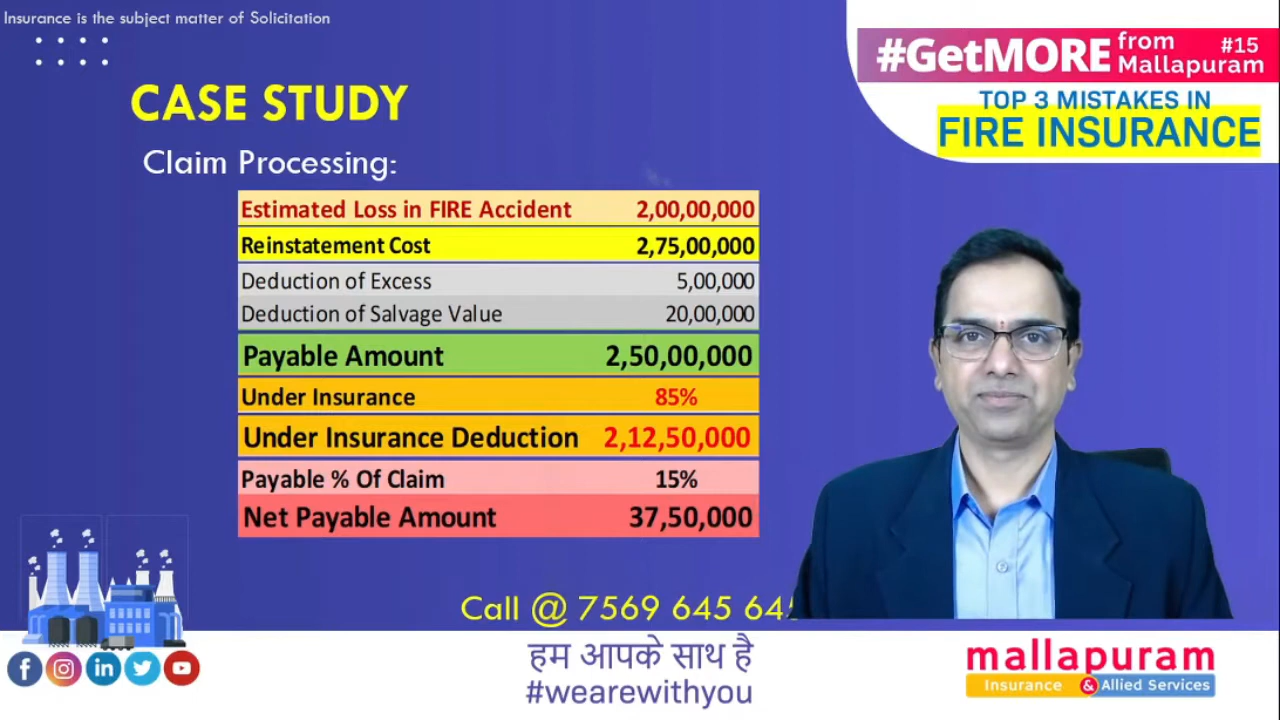 Insurance is the subject matter of Solicitation
#GetMORE from Mallapuram #15
TOP 3 MISTAKES IN
FIRE INSURANCE
CASE STUDY
Claim Processing:
Estimated Loss in FIRE Accident 2,00,00,000
Reinstatement Cost 2,75,00,000
Deduction of Excess 5,00,000
Deduction of Salvage Value 20,00,000
Payable Amount 2,50,00,000
Under Insurance 85%
Under Insurance Deduction 2,12,50,000
Payable % Of Claim 15%
Net Payable Amount 37,50,000
Call @ 7569 645 645
हम आपके साथ है
#wearewithyou
mallapuram
Insurance & Allied Services